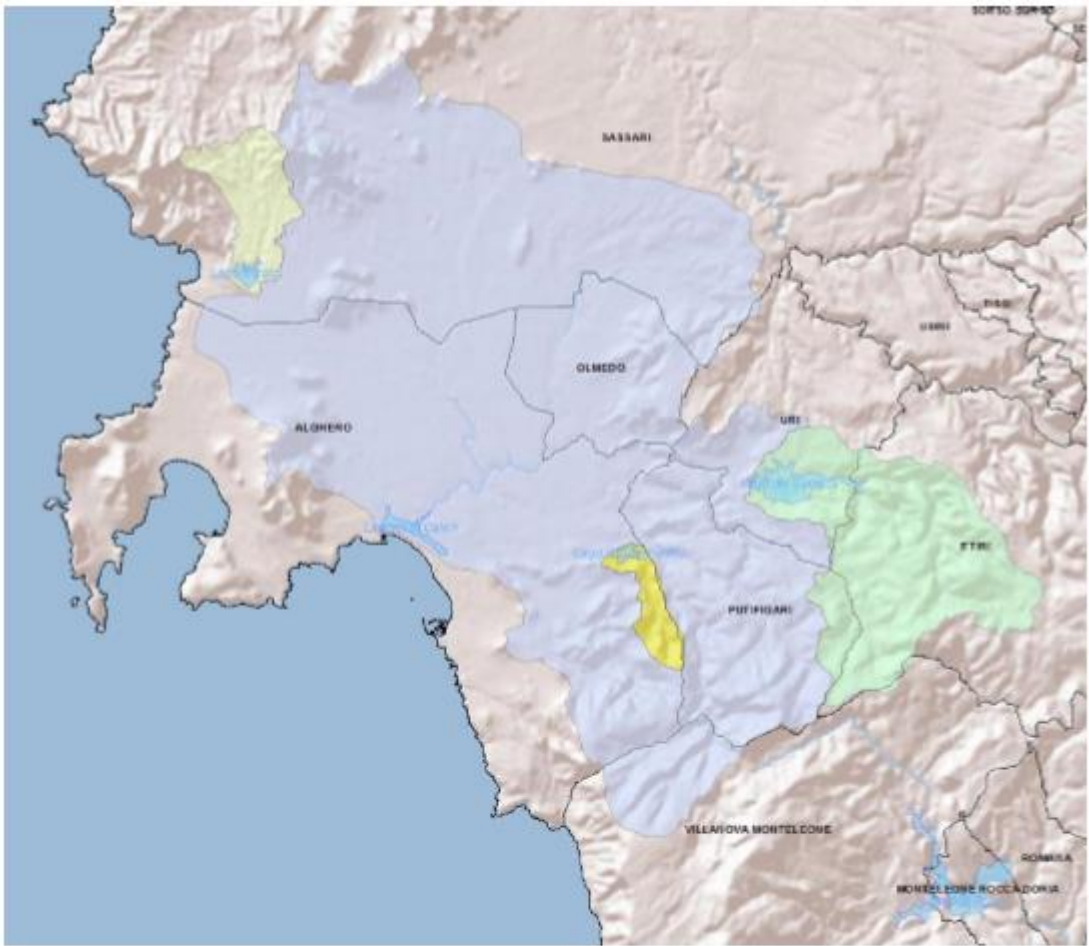 SASSARI
USINI
OLMEDO
ALGHERO
URI
ITTIRI
PUTIFIGARI
VILLANOVA MONTELEONE
ROMANA
MONTELEONE ROCCADORIA